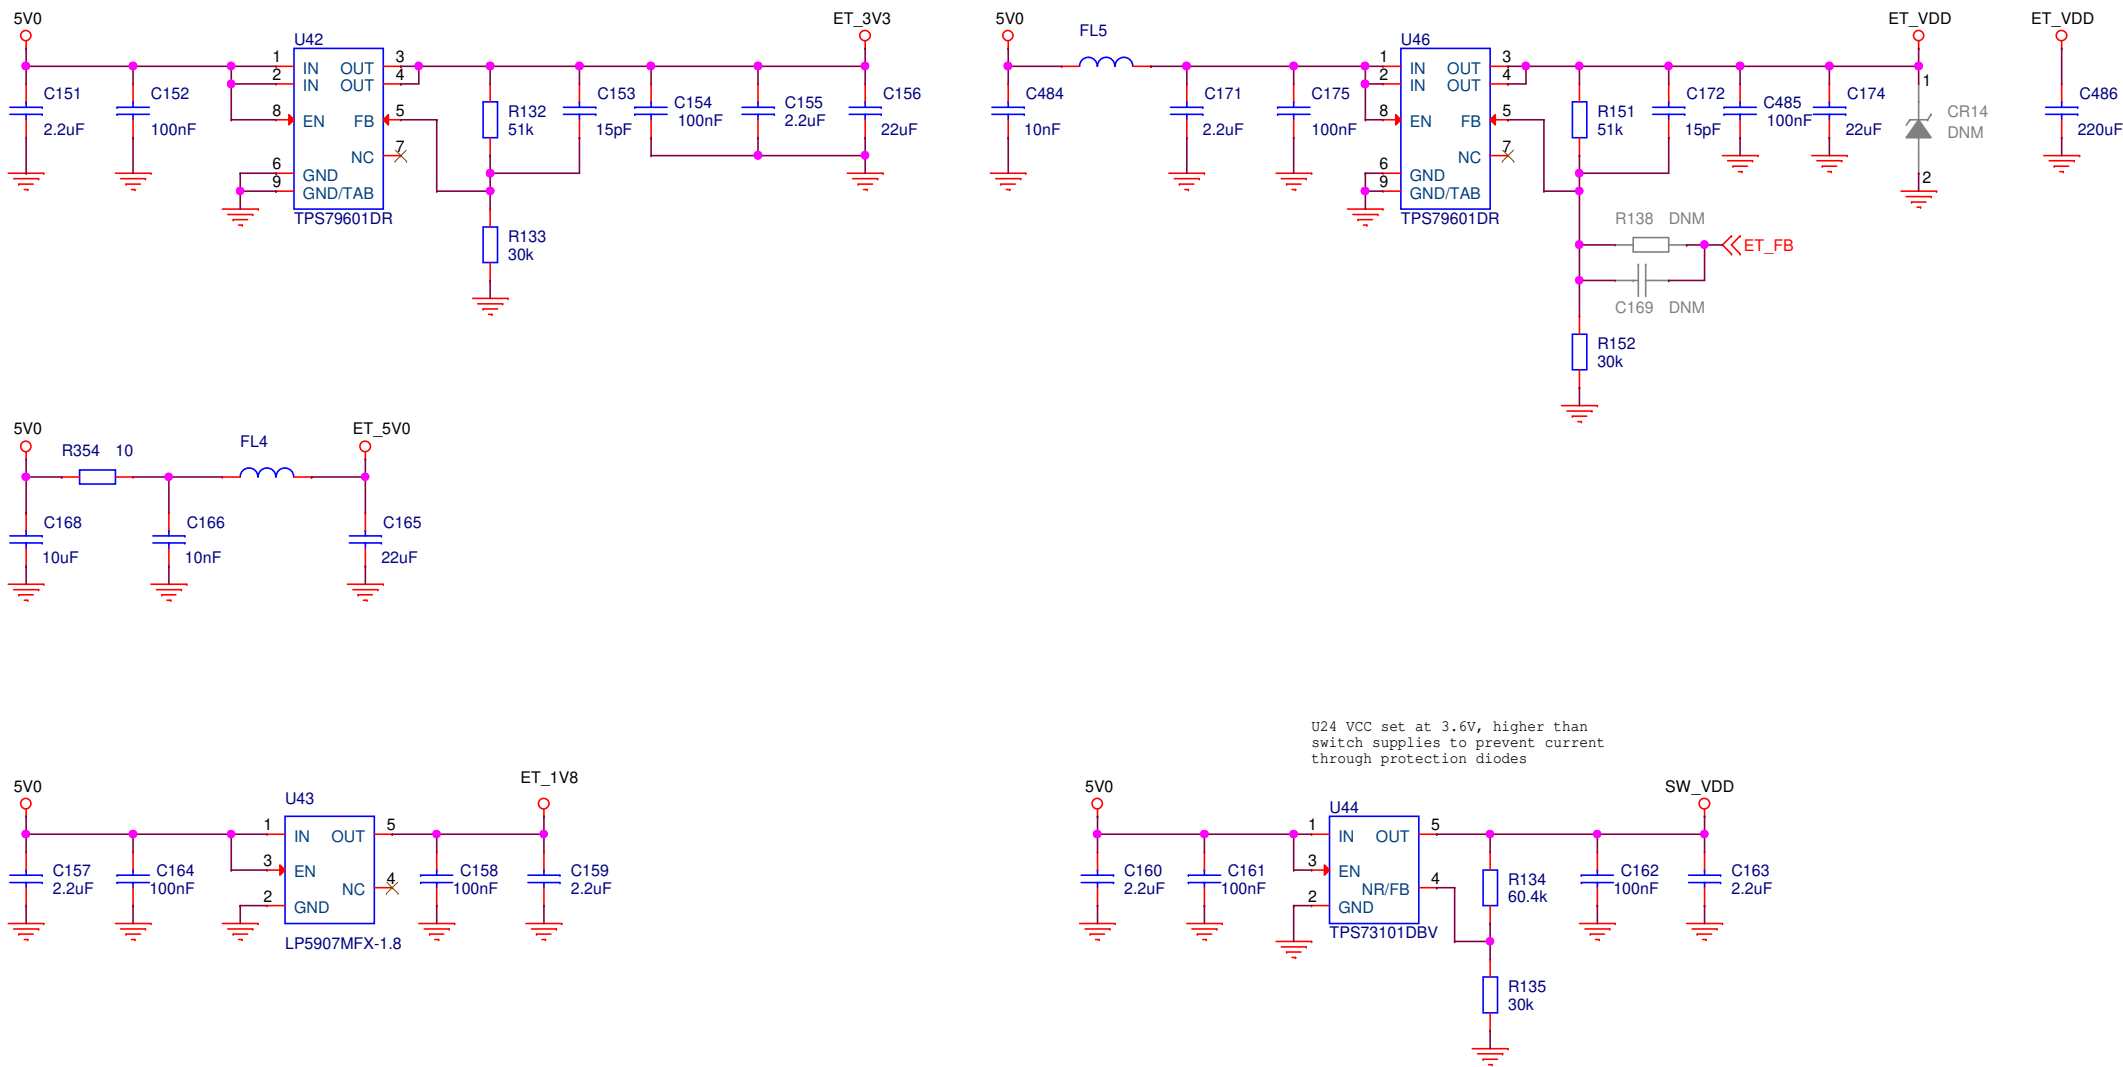 5V0
ET_3V3
U42
1 IN OUT 3
2 IN OUT 4
8 EN FB 5
NC 7
6 GND
9 GND/TAB
TPS79601DR
C151
2.2uF
C152
100nF
R132
51k
C153
15pF
C154
100nF
C155
2.2uF
C156
22uF
R133
30k
5V0
FL5
ET_VDD
ET_VDD
U46
1 IN OUT 3
2 IN OUT 4
8 EN FB 5
NC 7
6 GND
9 GND/TAB
TPS79601DR
C484
10nF
C171
2.2uF
C175
100nF
R151
51k
C172
15pF
C485
100nF
C174
22uF
1
CR14
DNM
2
C486
220uF
R138 DNM
ET_FB
C169 DNM
R152
30k
5V0
R354 10
FL4
ET_5V0
C168
10uF
C166
10nF
C165
22uF
5V0
ET_1V8
U43
1 IN OUT 5
3 EN
NC 4
2 GND
LP5907MFX-1.8
C157
2.2uF
C164
100nF
C158
100nF
C159
2.2uF
U24 VCC set at 3.6V, higher than
switch supplies to prevent current
through protection diodes
5V0
SW_VDD
U44
1 IN OUT 5
3 EN
NR/FB 4
2 GND
TPS73101DBV
C160
2.2uF
C161
100nF
R134
60.4k
C162
100nF
C163
2.2uF
R135
30k